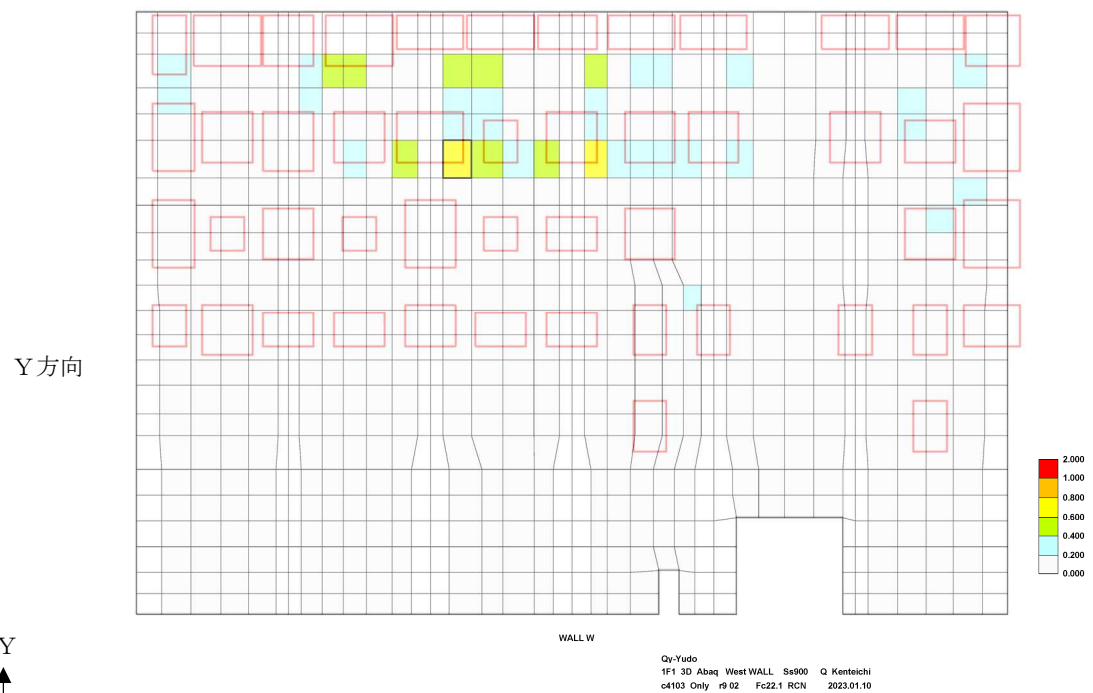 Y方向
2.000
1.000
0.800
0.600
0.400
0.200
0.000
WALL W
Y
Qy-Yudo
1F1 3D Abaq West WALL Ss900 Q Kenteichi
c4103 Only r9 02 Fc22.1 RCN 2023.01.10